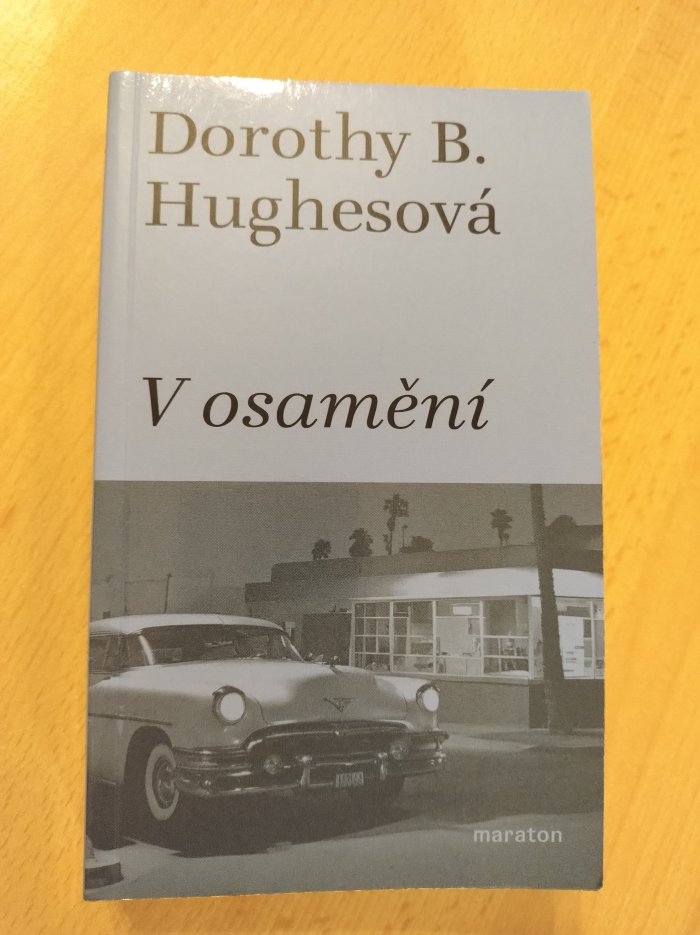 Dorothy B.
Hughesová
V osamění
maraton